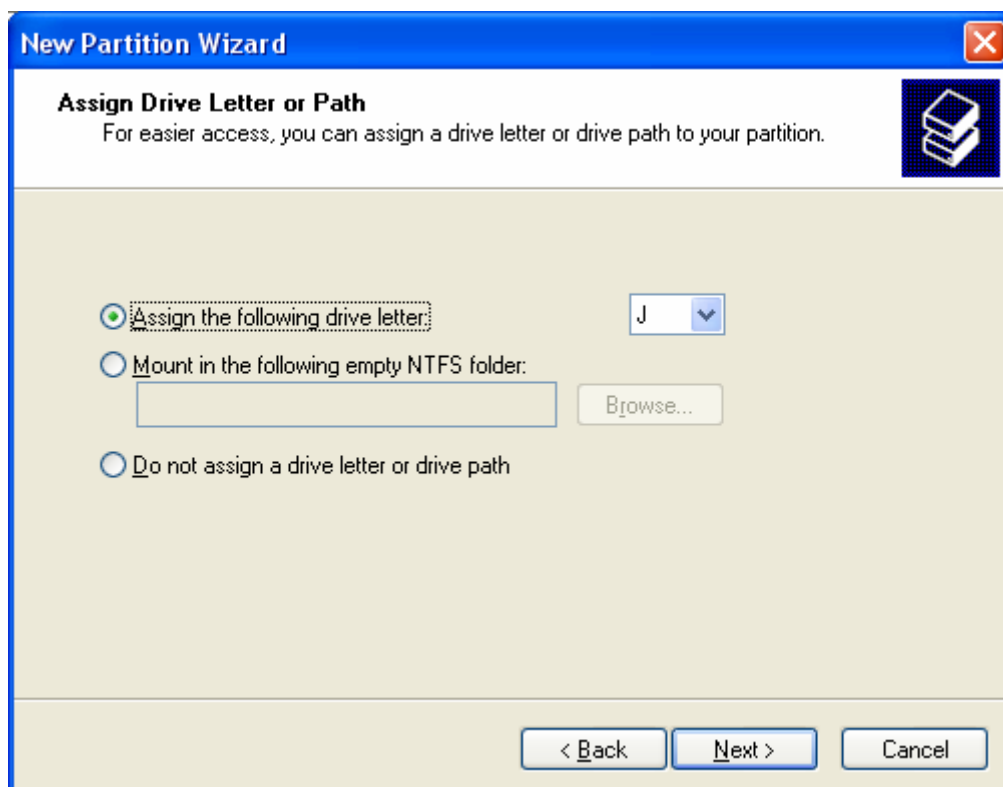 New Partition Wizard
Assign Drive Letter or Path
For easier access, you can assign a drive letter or drive path to your partition.
Assign the following drive letter: J
Mount in the following empty NTFS folder:
Browse...
Do not assign a drive letter or drive path
< Back Next > Cancel